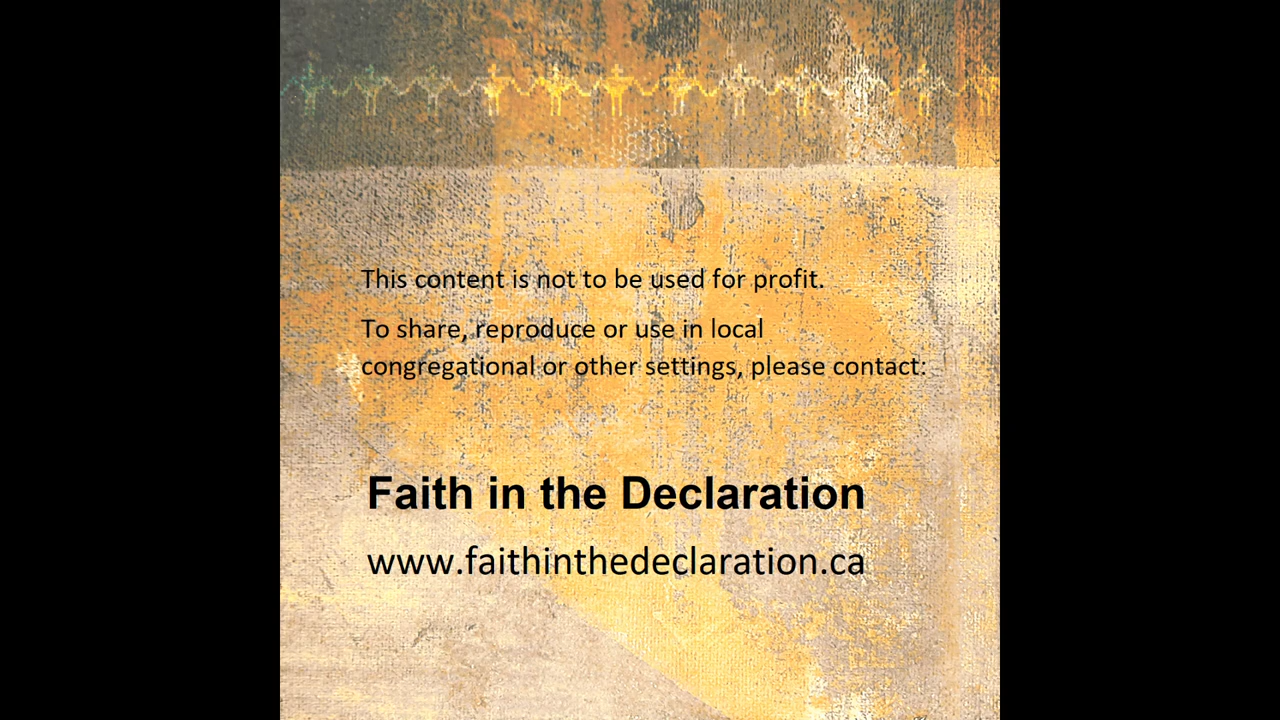 This content is not to be used for profit.
To share, reproduce or use in local
congregational or other settings, please contact:
Faith in the Declaration
www.faithinthedeclaration.ca